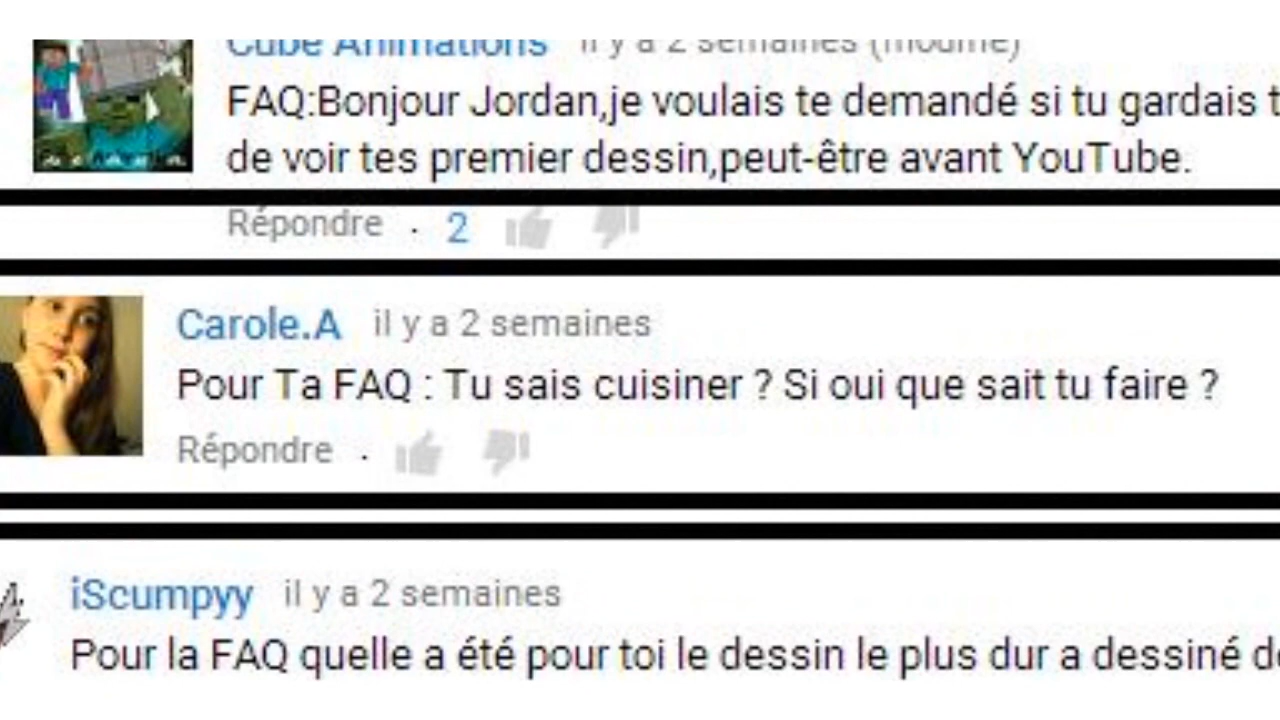 Cube Animations il y a 2 semaines (modifié)
FAQ:Bonjour Jordan,je voulais te demandé si tu gardais t
de voir tes premier dessin,peut-être avant YouTube.
Répondre . 2
Carole.A il y a 2 semaines
Pour Ta FAQ : Tu sais cuisiner ? Si oui que sait tu faire ?
Répondre .
iScumpyy il y a 2 semaines
Pour la FAQ quelle a été pour toi le dessin le plus dur a dessiné de